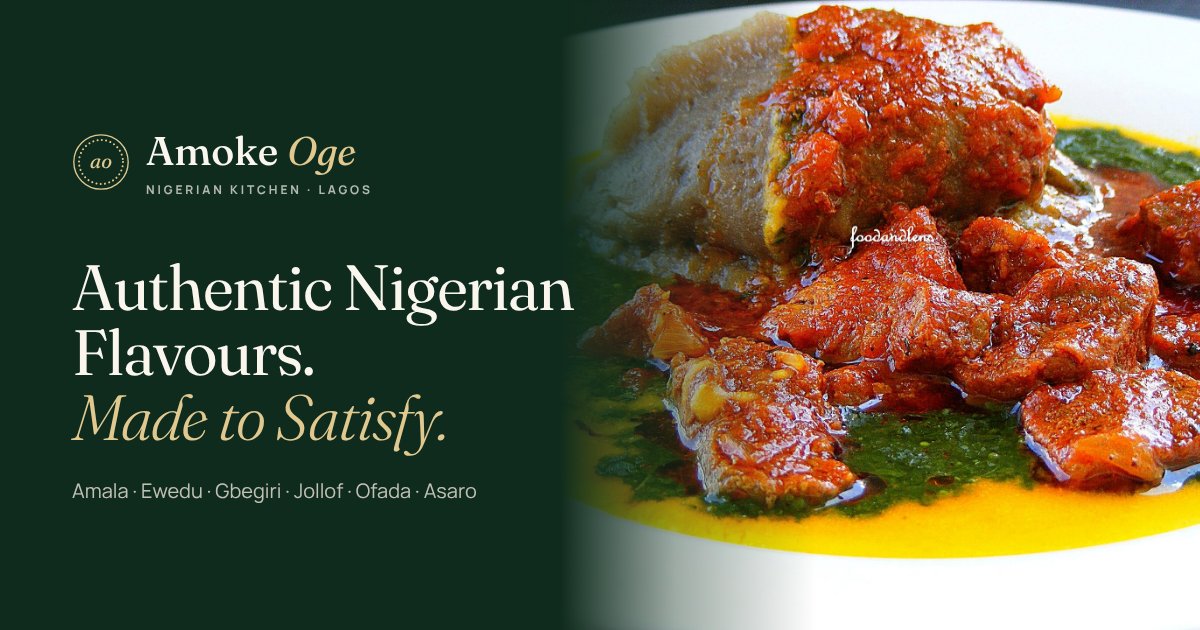 ao
Amoke Oge
NIGERIAN KITCHEN · LAGOS
Authentic Nigerian
Flavours.
Made to Satisfy.
Amala · Ewedu · Gbegiri · Jollof · Ofada · Asaro
foodandlens